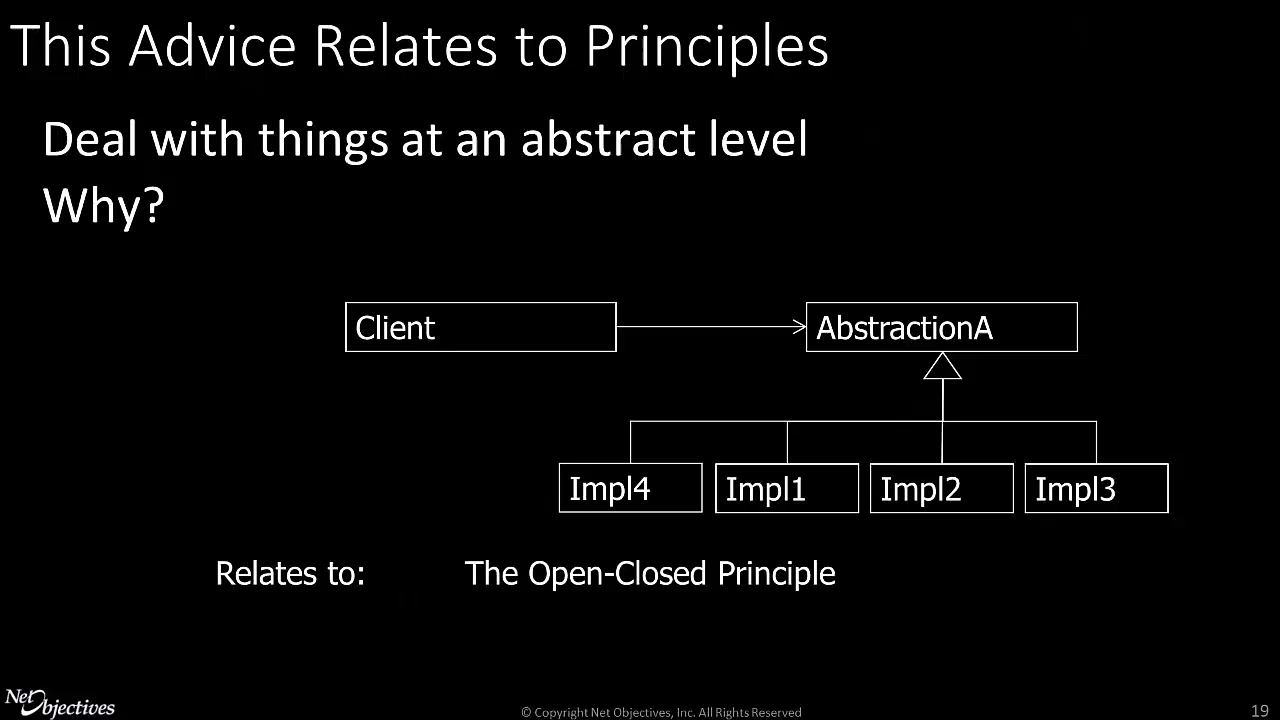 This Advice Relates to Principles
Deal with things at an abstract level
Why?
Client
AbstractionA
Impl4
Impl1
Impl2
Impl3
Relates to: The Open-Closed Principle
Net Objectives
© Copyright Net Objectives, Inc. All Rights Reserved
19